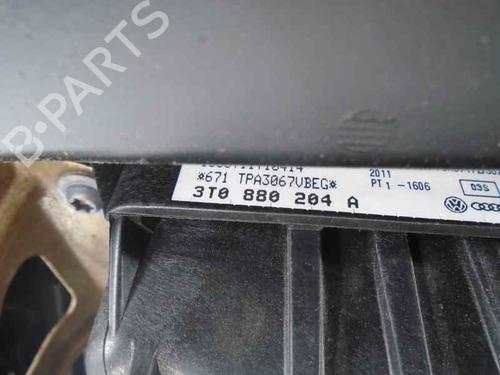 B-PARTS
*671 TPA3067VBEG*
3T0 880 204 A
2011
PT1 -1606
03S